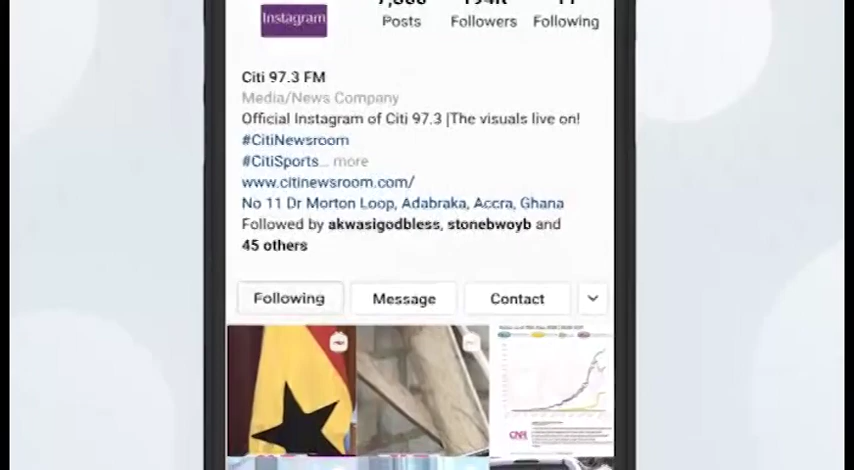 Instagram
Posts Followers Following
Citi 97.3 FM
Media/News Company
Official Instagram of Citi 97.3 |The visuals live on!
#CitiNewsroom
#CitiSports... more
www.citinewsroom.com/
No 11 Dr Morton Loop, Adabraka, Accra, Ghana
Followed by akwasigodbless, stonebwoyb and
45 others
Following Message Contact
CNR